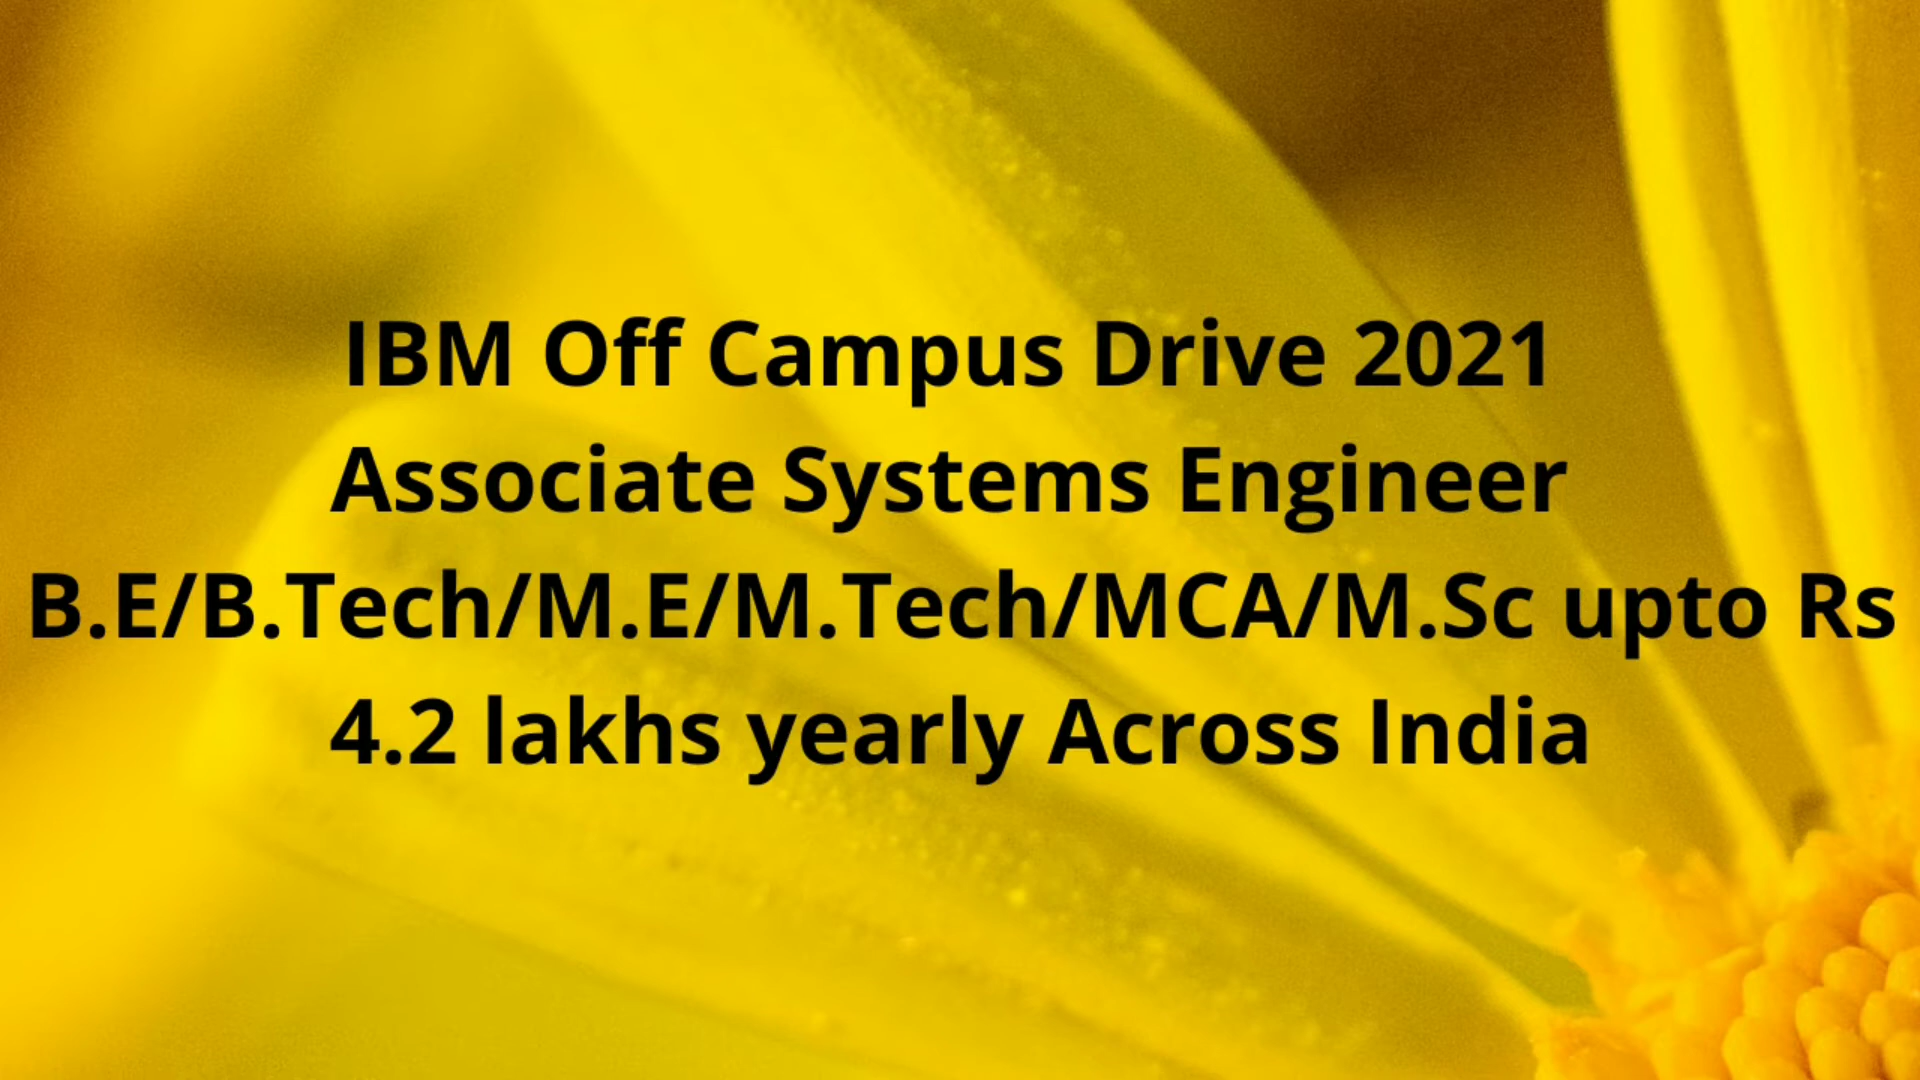 IBM Off Campus Drive 2021
Associate Systems Engineer
B.E/B.Tech/M.E/M.Tech/MCA/M.Sc upto Rs
4.2 lakhs yearly Across India